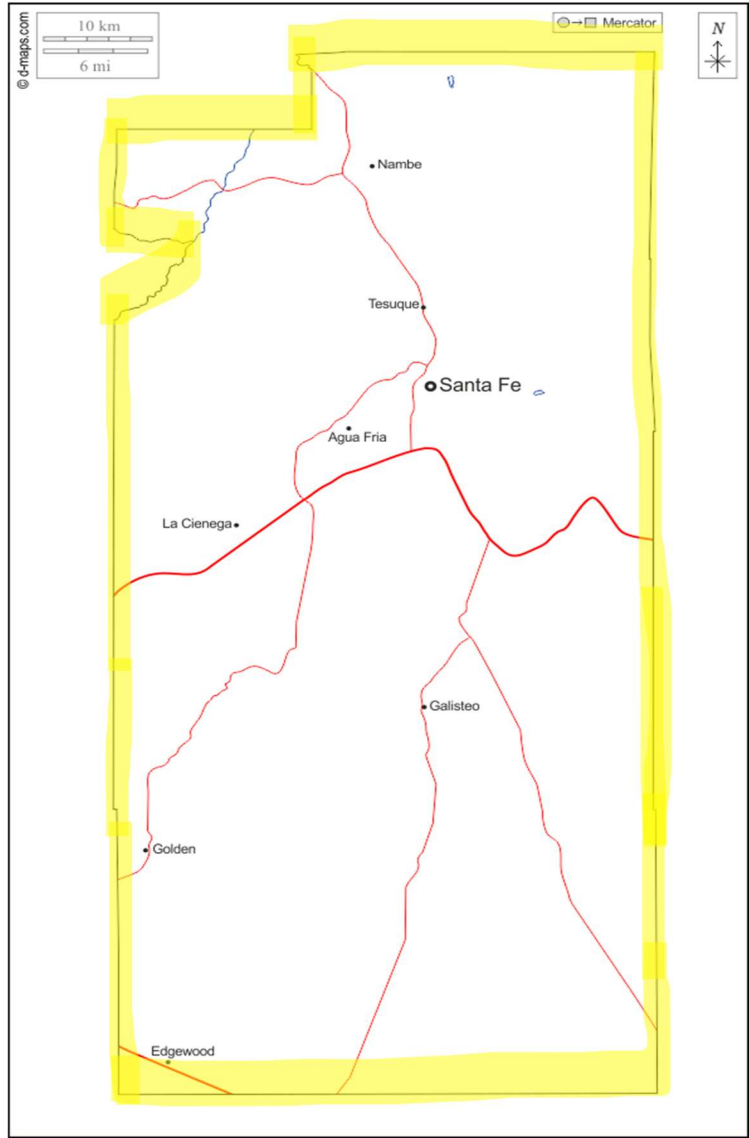 © d-maps.com
10 km
6 mi
Mercator
N
Nambe
Tesuque
Santa Fe
Agua Fria
La Cienega
Galisteo
Golden
Edgewood